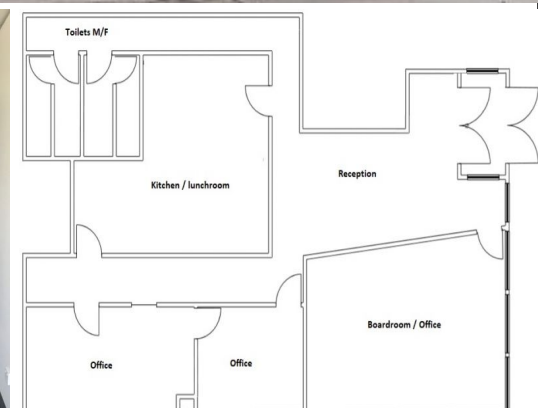 Toilets M/F
Kitchen / lunchroom
Reception
Boardroom / Office
Office
Office